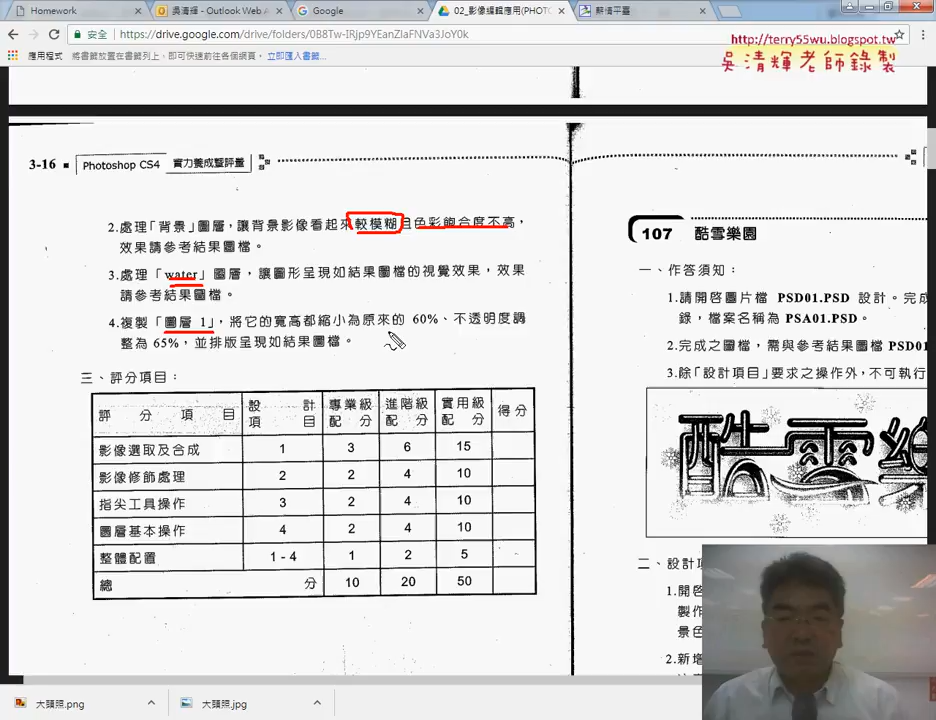 Homework
吳清輝 - Outlook Web A
Google
02_影像編輯應用(PHOT
安全
https://drive.google.com/drive/folders/0B8Tw-IRjp9YEanZlaFNVa3JoY0k
http://terry55wu.blogspot.tw
吳清輝老師錄製
應用程式
將書籤放置在書籤列上，即可快速前往各個網頁。
立即匯入書籤...
3-16
Photoshop CS4 實力養成暨評量
2.處理「背景」圖層，讓背景影像看起來較模糊且色彩飽合度不高，
效果請參考結果圖檔。
3.處理「water」圖層，讓圖形呈現如結果圖檔的視覺效果，效果
請參考結果圖檔。
4.複製「圖層 1」，將它的寬高都縮小為原來的 60%、不透明度調
整為 65%，並排版呈現如結果圖檔。
三、評分項目：
評分項目 設計項目 專業級配分 進階級配分 實用級配分 得分
影像選取及合成 1 3 6 15
影像修飾處理 2 2 4 10
指尖工具操作 3 2 4 10
圖層基本操作 4 2 4 10
整體配置 1-4 1 2 5
總分 10 20 50
107 酷雪樂園
一、作答須知：
1.請開啓圖片檔 PSD01.PSD 設計。完成
錄，檔案名稱為 PSA01.PSD。
2.完成之圖檔，需與參考結果圖檔 PSD0
3.除「設計項目」要求之操作外，不可執行
酷雪
二、設計項
1.開啓
製作
景色
2.新增
大頭照.png
大頭照.jpg